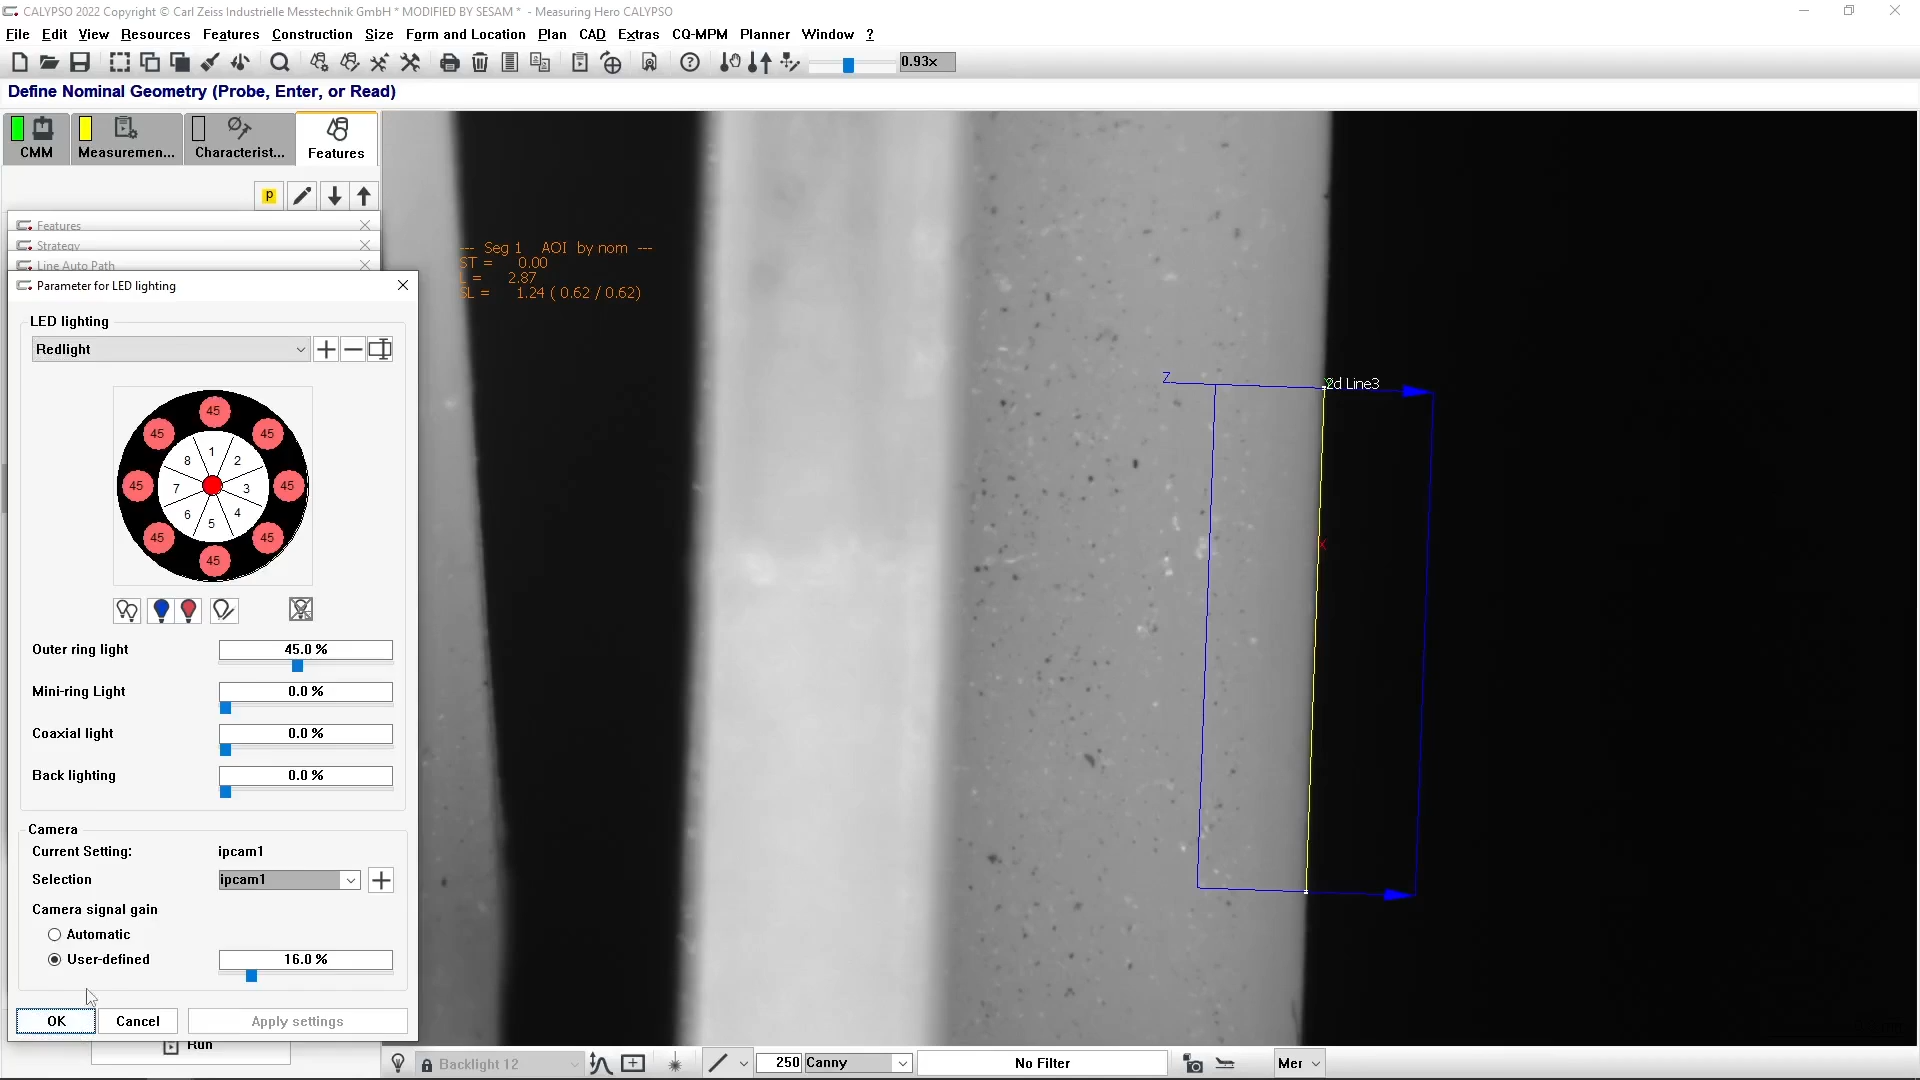 CALYPSO 2022 Copyright © Carl Zeiss Industrielle Messtechnik GmbH * MODIFIED BY SESAM * - Measuring Hero CALYPSO
File Edit View Resources Features Construction Size Form and Location Plan CAD Extras CQ-MPM Planner Window ?
0.93x
Define Nominal Geometry (Probe, Enter, or Read)
CMM Measuremen... Characterist... Features
p
Features
Strategy
Line Auto Path
Parameter for LED lighting
LED lighting
Redlight
45
45 45
1
8 2
45 7 3 45
6 4
5
45 45
45
Outer ring light 45.0 %
Mini-ring Light 0.0 %
Coaxial light 0.0 %
Back lighting 0.0 %
Camera
Current Setting: ipcam1
Selection ipcam1
Camera signal gain
Automatic
User-defined 16.0 %
OK Cancel Apply settings
Run
--- Seg 1 AOI by nom ---
ST = 0.00
L = 2.87
SL = 1.24 ( 0.62 / 0.62)
Z
2d Line3
X
Backlight 12 250 Canny No Filter Mer